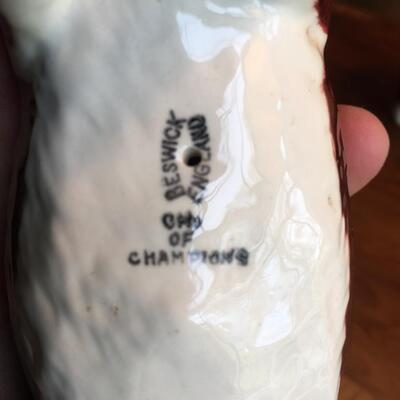 BESWICK
ENGLAND
CH.
OF
CHAMPIONS